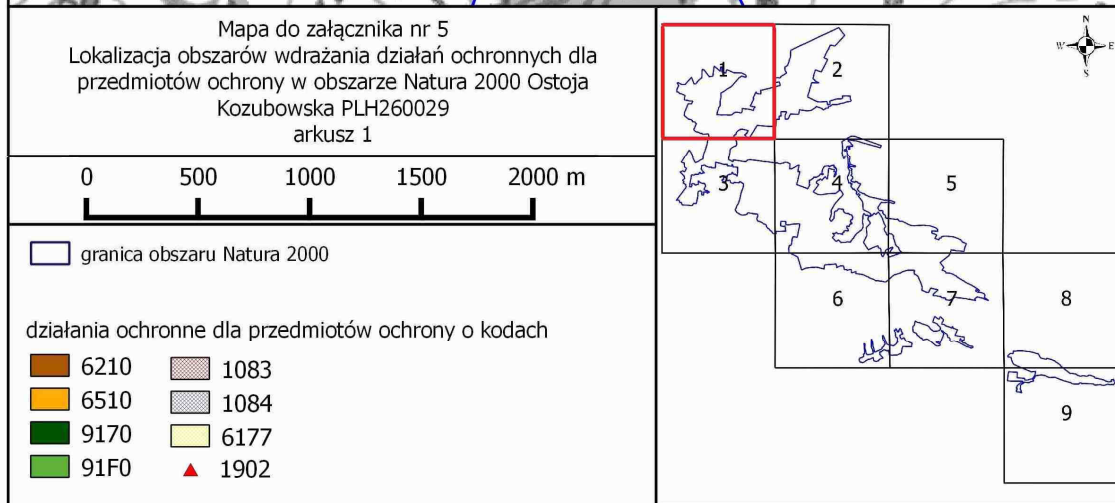 Mapa do załącznika nr 5
Lokalizacja obszarów wdrażania działań ochronnych dla
przedmiotów ochrony w obszarze Natura 2000 Ostoja
Kozubowska PLH260029
arkusz 1
0 500 1000 1500 2000 m
granica obszaru Natura 2000
działania ochronne dla przedmiotów ochrony o kodach
6210 1083
6510 1084
9170 6177
91F0 1902
N
W E
S
1 2
3 4 5
6 7 8
9